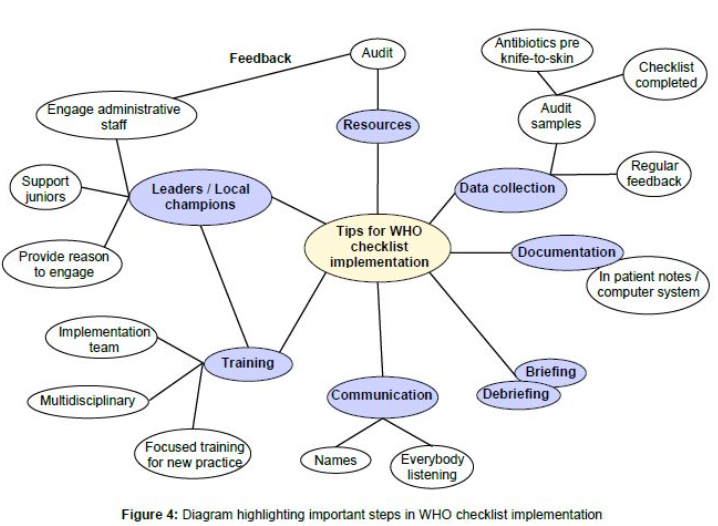 Feedback
Audit
Antibiotics pre
knife-to-skin
Checklist
completed
Engage administrative
staff
Resources
Audit
samples
Support
juniors
Leaders / Local
champions
Data collection
Regular
feedback
Tips for WHO
checklist
implementation
Provide reason
to engage
Documentation
In patient notes /
computer system
Implementation
team
Training
Briefing
Debriefing
Multidisciplinary
Communication
Focused training
for new practice
Names
Everybody
listening
Figure 4: Diagram highlighting important steps in WHO checklist implementation